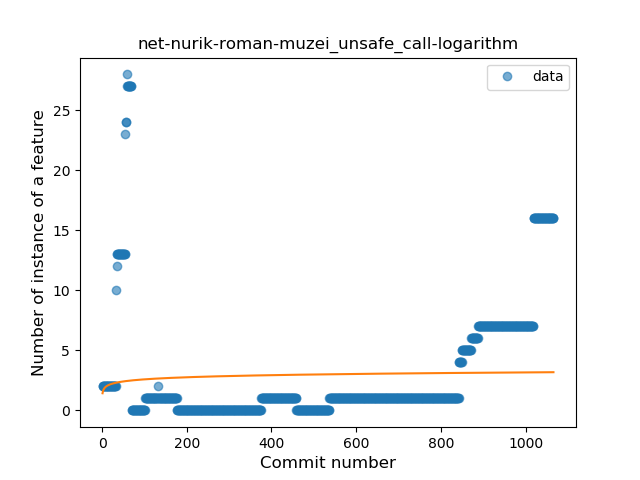 net-nurik-roman-muzei_unsafe_call-logarithm
data
Number of instance of a feature
25
20
15
10
5
0
0 200 400 600 800 1000
Commit number